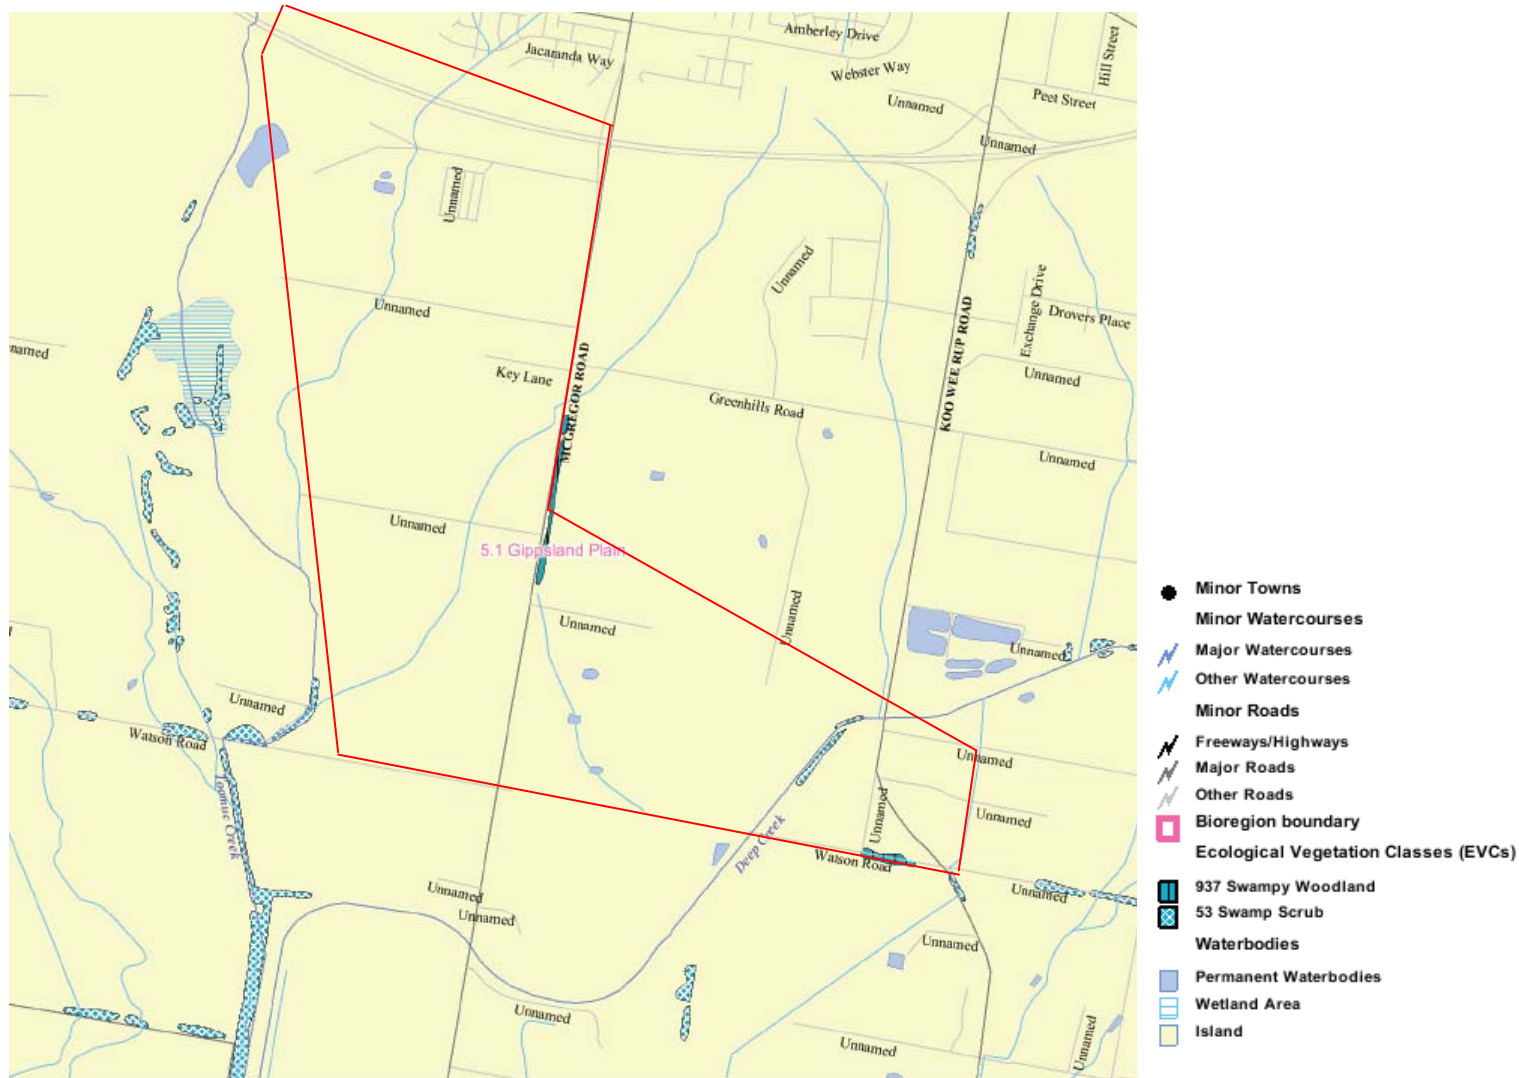 Amberley Drive
Hill Street
Jacaranda Way
Webster Way
Peet Street
Unnamed
Unnamed
Unnamed
Unnamed
Exchange Drive
Unnamed
Drovers Place
named
KOO WEE RUP ROAD
Key Lane
MCGREGOR ROAD
Unnamed
Greenhills Road
Unnamed
Unnamed
5.1 Gippsland Plain
Unnamed
Unnamed
Unnamed
Unnamed
Watson Road
Unnamed
Toomuc Creek
Unnamed
Unnamed
Deep Creek
Watson Road
Unnamed
Unnamed
Unnamed
Unnamed
Unnamed
Unnamed
Unnamed
Minor Towns
Minor Watercourses
Major Watercourses
Other Watercourses
Minor Roads
Freeways/Highways
Major Roads
Other Roads
Bioregion boundary
Ecological Vegetation Classes (EVCs)
937 Swampy Woodland
53 Swamp Scrub
Waterbodies
Permanent Waterbodies
Wetland Area
Island